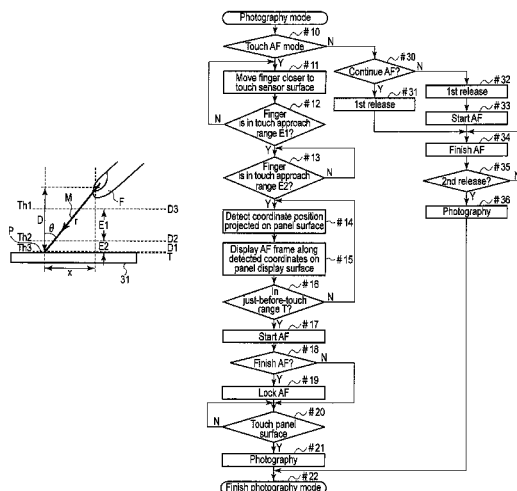 Photography mode
#10
Touch AF mode
N
Y
#11
Move finger closer to
touch sensor surface
#12
Finger
is in touch approach
range E1?
N
Y
#13
Finger
is in touch approach
range E2?
N
Y
Detect coordinate position
projected on panel surface
#14
Display AF frame along
detected coordinates on
panel display surface
#15
#16
In
just-before-touch
range T?
N
Y
#17
Start AF
#18
Finish AF?
N
Y
#19
Lock AF
#20
Touch panel
surface
N
Y
#21
Photography
#22
Finish photography mode
#30
Continue AF?
N
Y
#31
1st release
#32
1st release
#33
Start AF
#34
Finish AF
#35
2nd release?
N
Y
#36
Photography
Th1
M
F
D3
D
θ
r
E1
P
Th2
D2
Th3
E2
D1
T
x
31